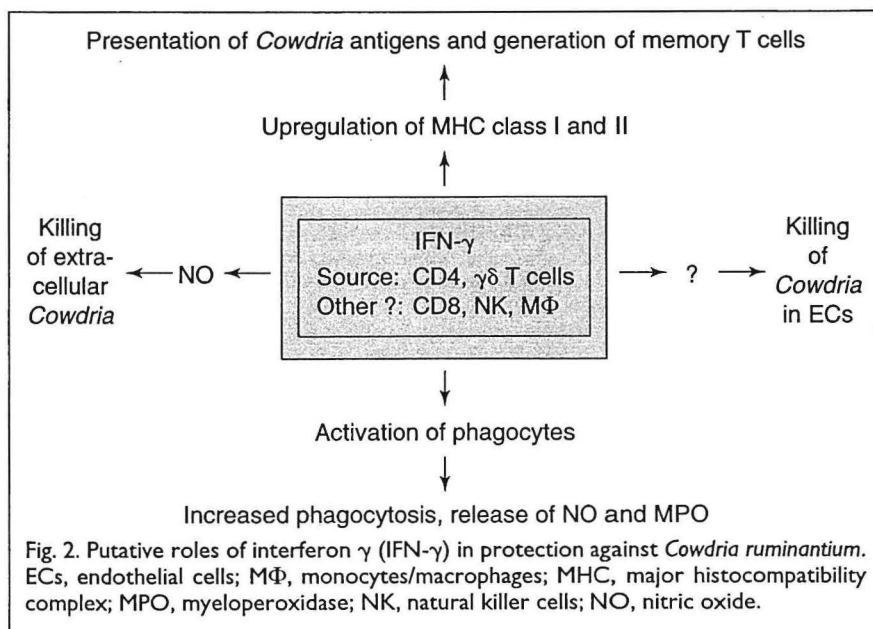 Presentation of Cowdria antigens and generation of memory T cells
Upregulation of MHC class I and II
Killing
of extra-
cellular
Cowdria
NO
IFN-γ
Source: CD4, γδ T cells
Other ?: CD8, NK, MΦ
?
Killing
of
Cowdria
in ECs
Activation of phagocytes
Increased phagocytosis, release of NO and MPO
Fig. 2. Putative roles of interferon γ (IFN-γ) in protection against Cowdria ruminantium.
ECs, endothelial cells; MΦ, monocytes/macrophages; MHC, major histocompatibility
complex; MPO, myeloperoxidase; NK, natural killer cells; NO, nitric oxide.